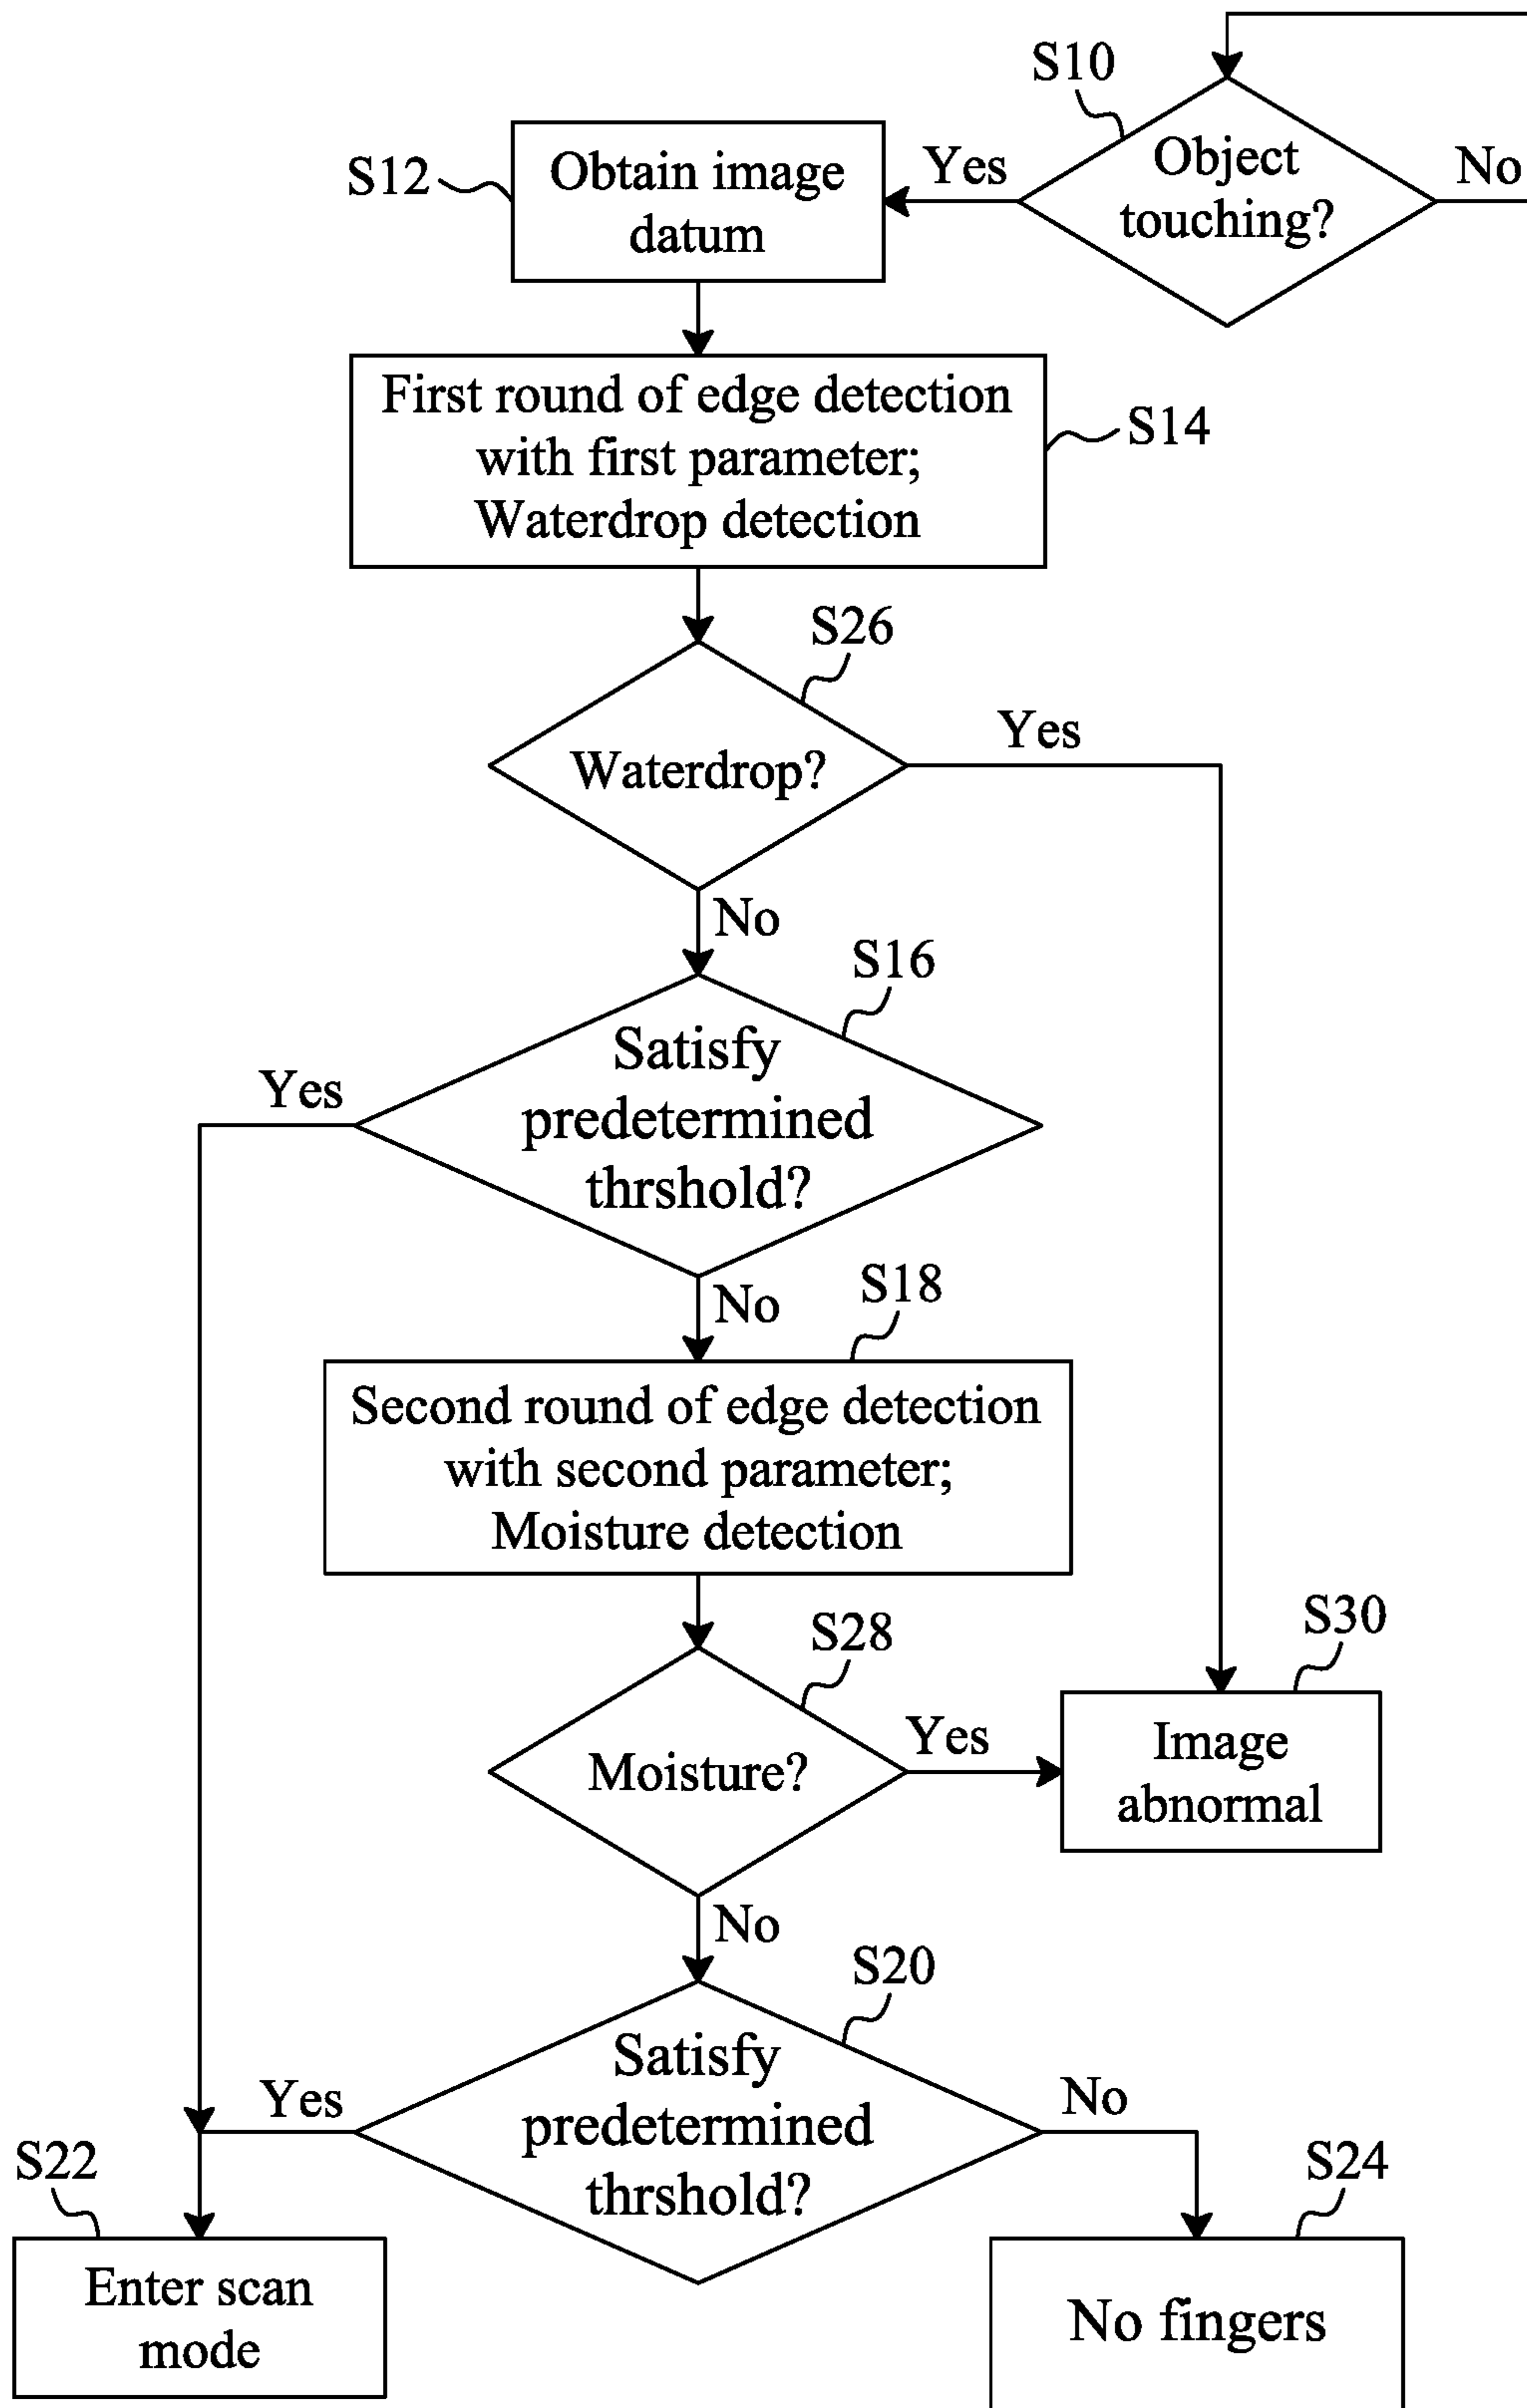 S10
Object
touching?
Yes
No
S12
Obtain image
datum
First round of edge detection
with first parameter;
Waterdrop detection
S14
S26
Waterdrop?
Yes
No
S16
Satisfy
predetermined
thrshold?
Yes
No
S18
Second round of edge detection
with second parameter;
Moisture detection
S28
Moisture?
Yes
No
S30
Image
abnormal
S20
Satisfy
predetermined
thrshold?
Yes
No
S22
Enter scan
mode
S24
No fingers